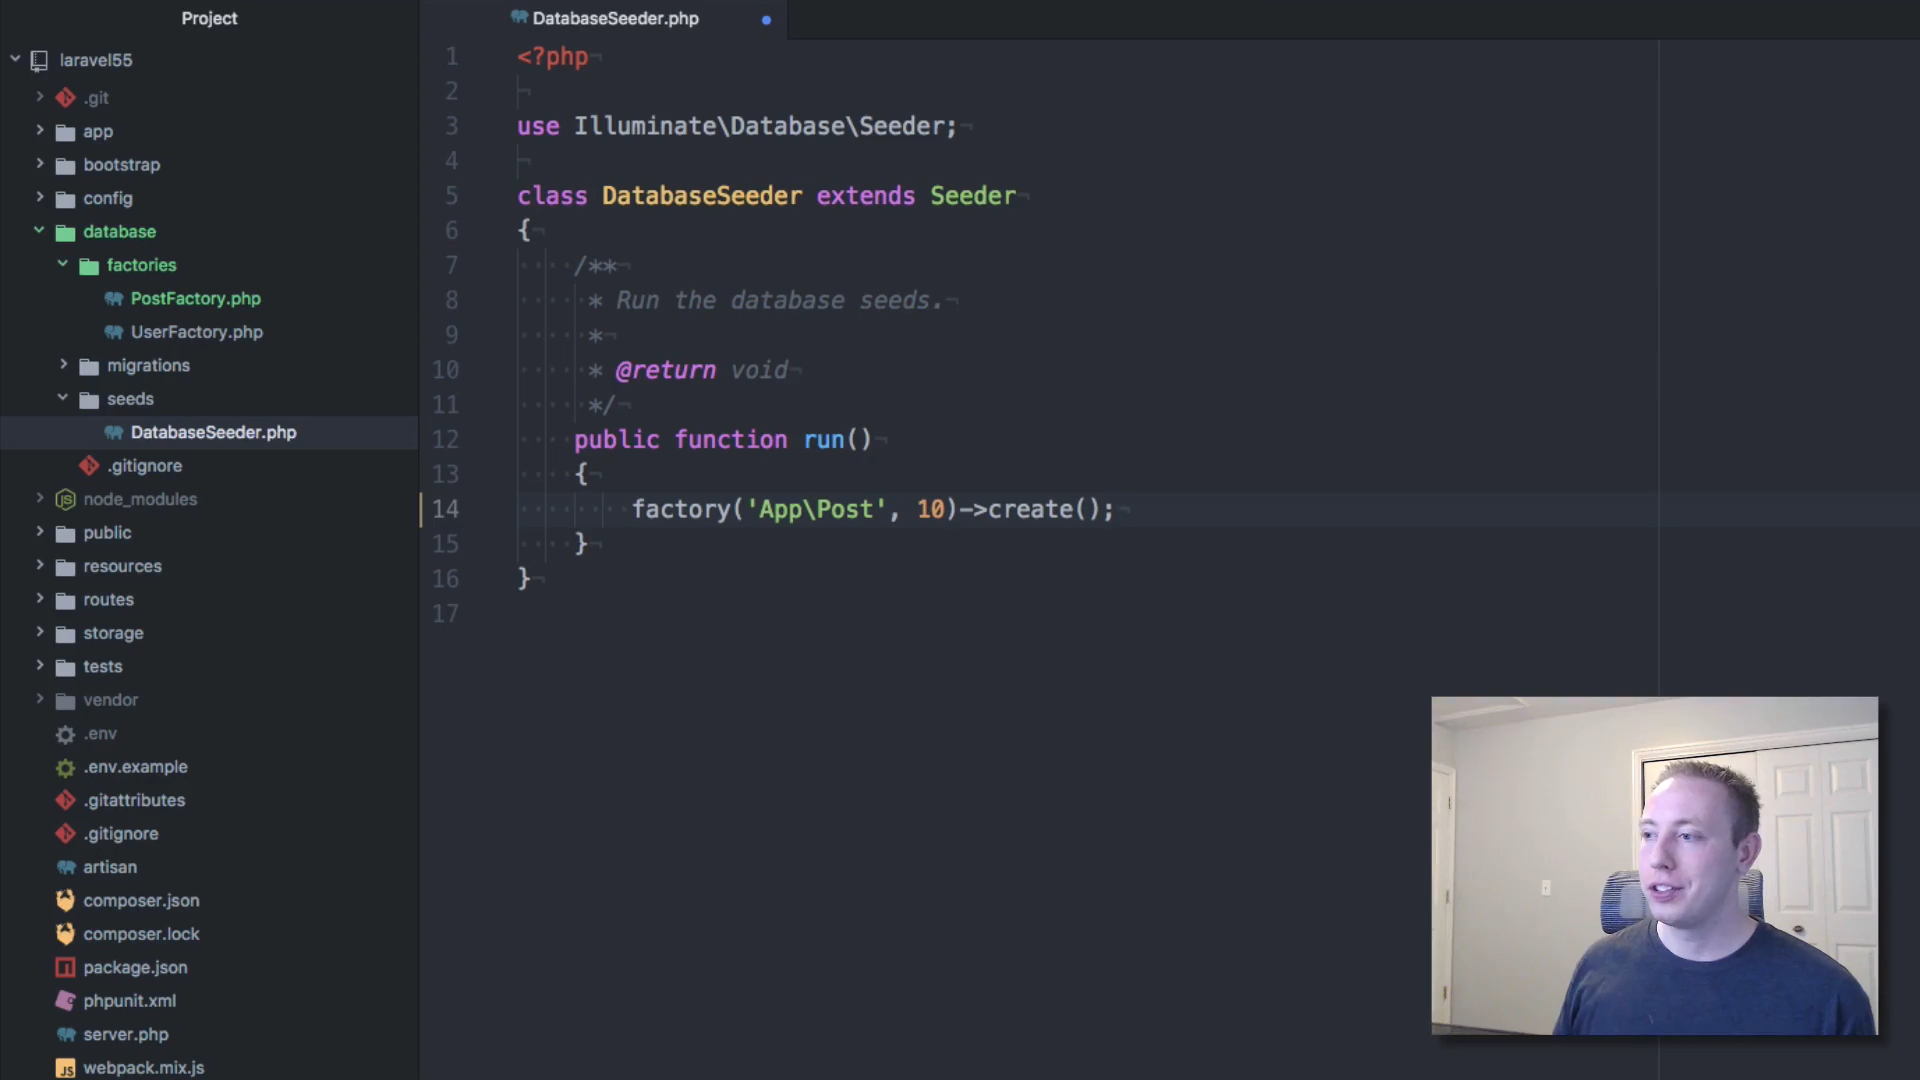 Project
laravel55
.git
app
bootstrap
config
database
factories
PostFactory.php
UserFactory.php
migrations
seeds
DatabaseSeeder.php
.gitignore
node_modules
public
resources
routes
storage
tests
vendor
.env
.env.example
.gitattributes
.gitignore
artisan
composer.json
composer.lock
package.json
phpunit.xml
server.php
webpack.mix.js
DatabaseSeeder.php
1 <?php
2
3 use Illuminate\Database\Seeder;
4
5 class DatabaseSeeder extends Seeder
6 {
7 /**
8 * Run the database seeds.
9 *
10 * @return void
11 */
12 public function run()
13 {
14 factory('App\Post', 10)->create();
15 }
16 }
17